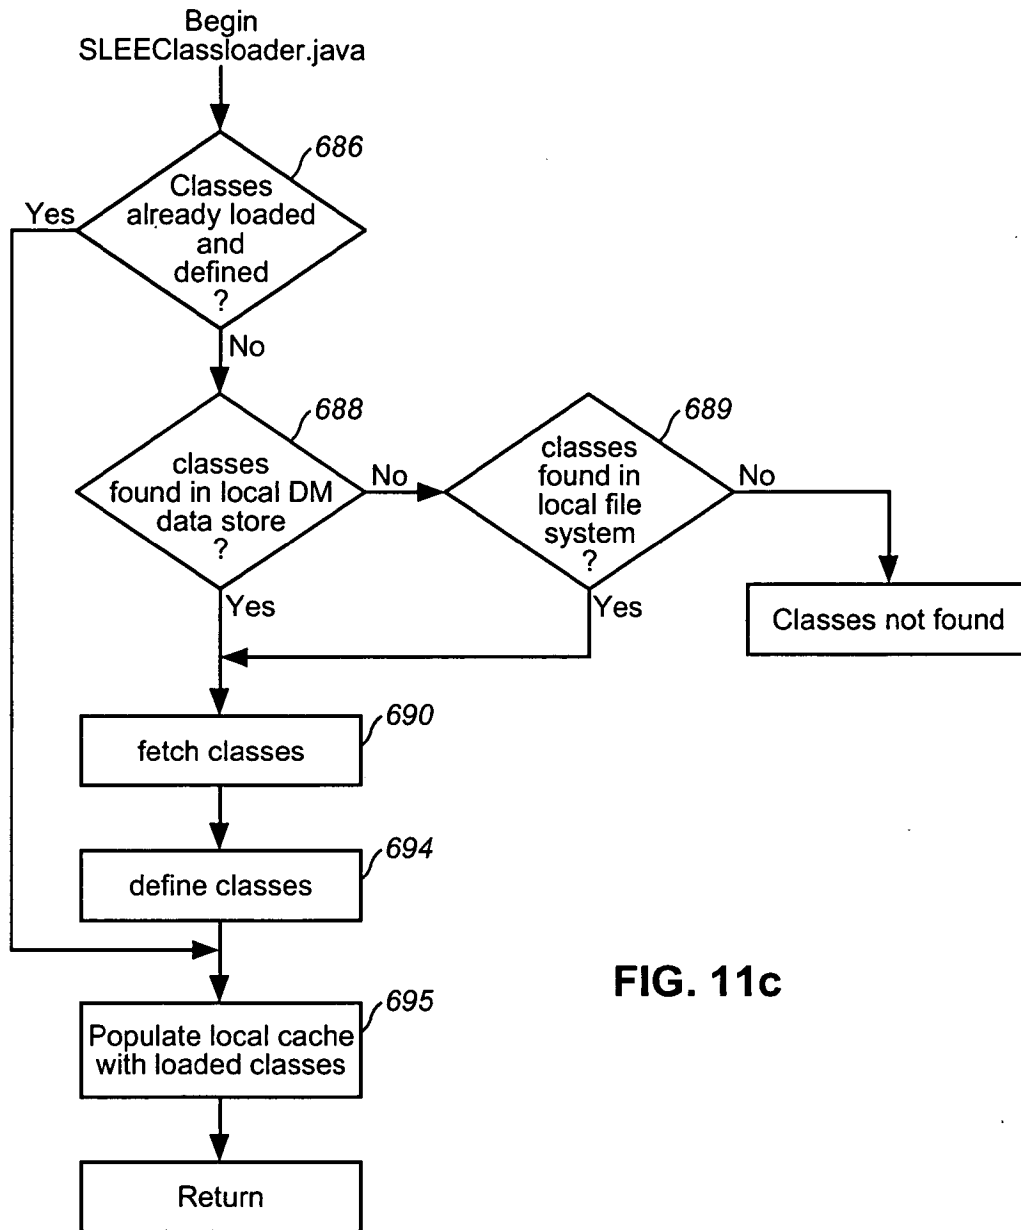 Begin
SLEEClassloader.java
686
Classes
already loaded
and
defined
?
Yes
No
688
classes
found in local DM
data store
?
No
689
classes
found in
local file
system
?
No
Yes
Yes
Classes not found
690
fetch classes
694
define classes
695
Populate local cache
with loaded classes
FIG. 11c
Return